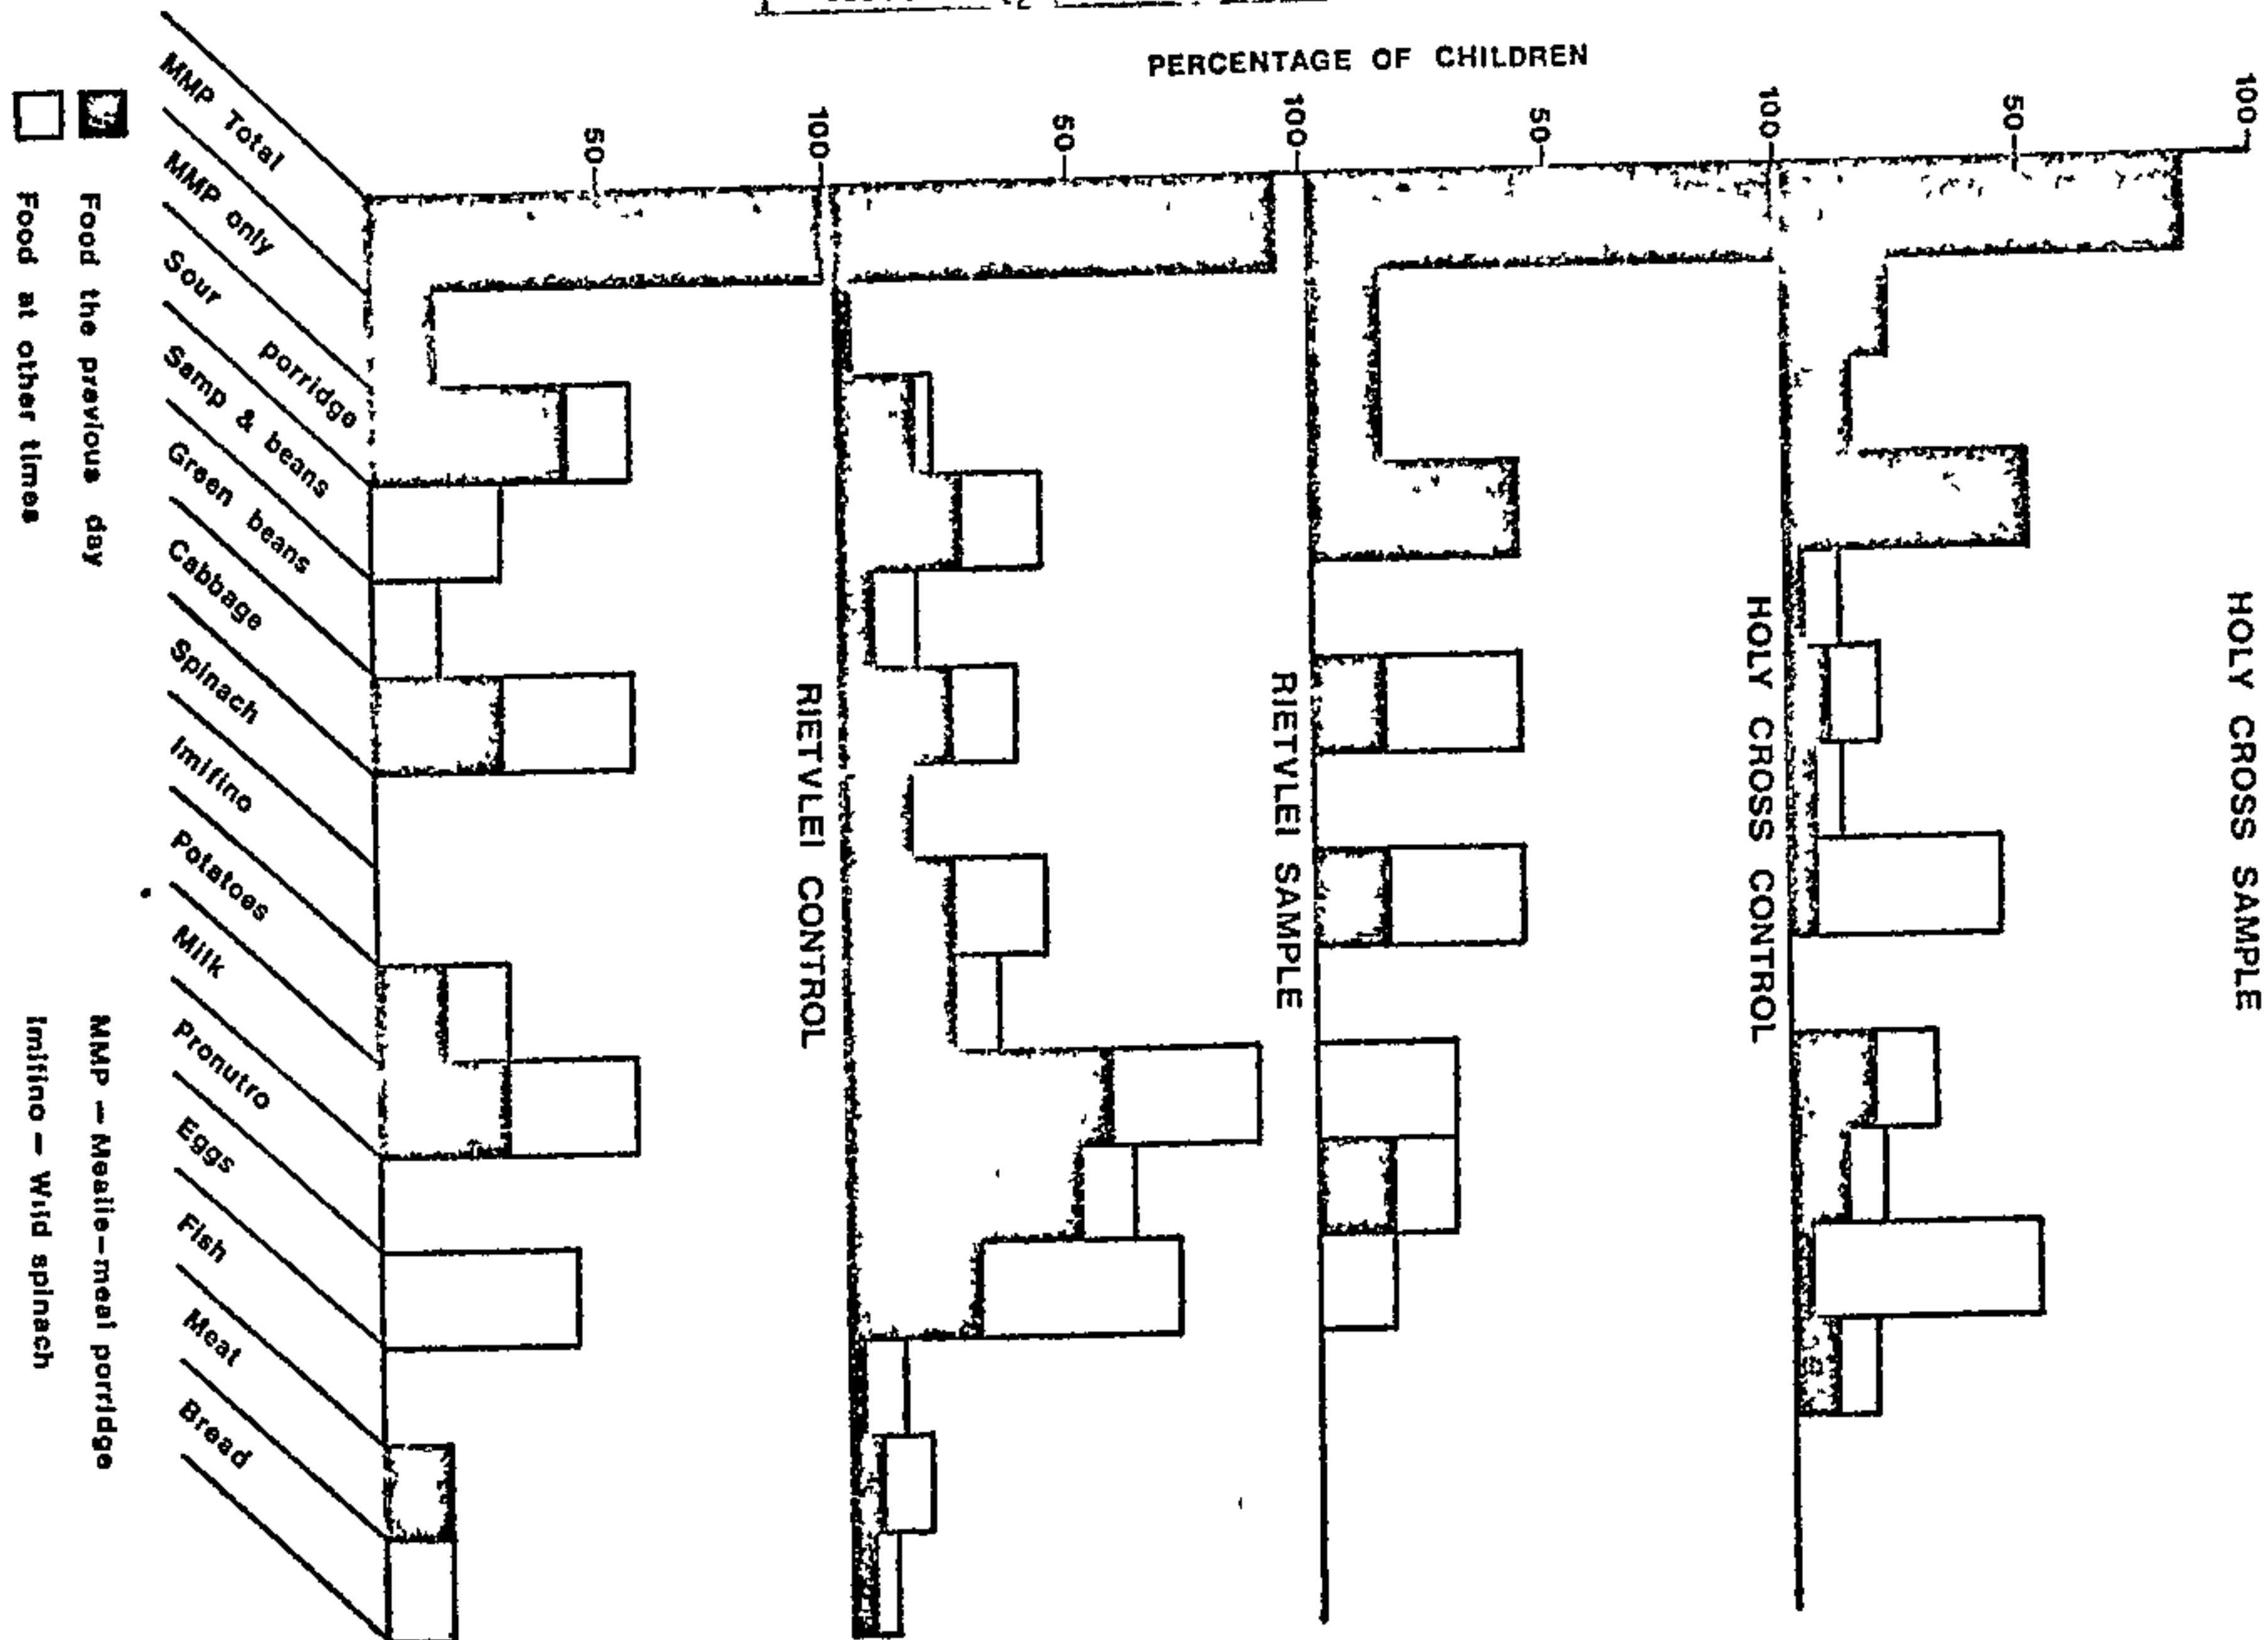 PERCENTAGE OF CHILDREN
100
50
100
50
100
50
100
50
HOLY CROSS SAMPLE
HOLY CROSS CONTROL
RIETVLEI SAMPLE
RIETVLEI CONTROL
MMP Total
MMP only
Sour porridge
Samp & beans
Green beans
Cabbage
Spinach
Imifino
Potatoes
Milk
Pronutro
Eggs
Fish
Meat
Bread
Food the previous day
Food at other times
MMP – Mealie-meal porridge
Imifino – Wild spinach